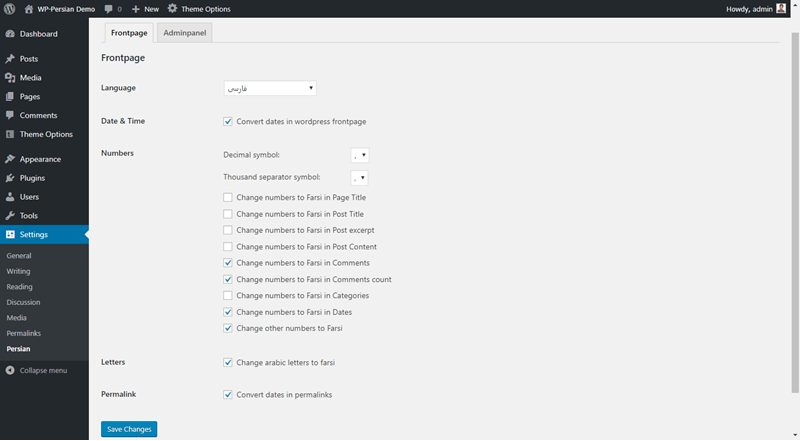 WP-Persian Demo 0 + New Theme Options Howdy, admin
Dashboard
Posts
Media
Pages
Comments
Theme Options
Appearance
Plugins
Users
Tools
Settings
General
Writing
Reading
Discussion
Media
Permalinks
Persian
Collapse menu
Frontpage Adminpanel
Frontpage
Language فارسی
Date & Time Convert dates in wordpress frontpage
Numbers Decimal symbol:
Thousand separator symbol:
Change numbers to Farsi in Page Title
Change numbers to Farsi in Post Title
Change numbers to Farsi in Post excerpt
Change numbers to Farsi in Post Content
Change numbers to Farsi in Comments
Change numbers to Farsi in Comments count
Change numbers to Farsi in Categories
Change numbers to Farsi in Dates
Change other numbers to Farsi
Letters Change arabic letters to farsi
Permalink Convert dates in permalinks
Save Changes